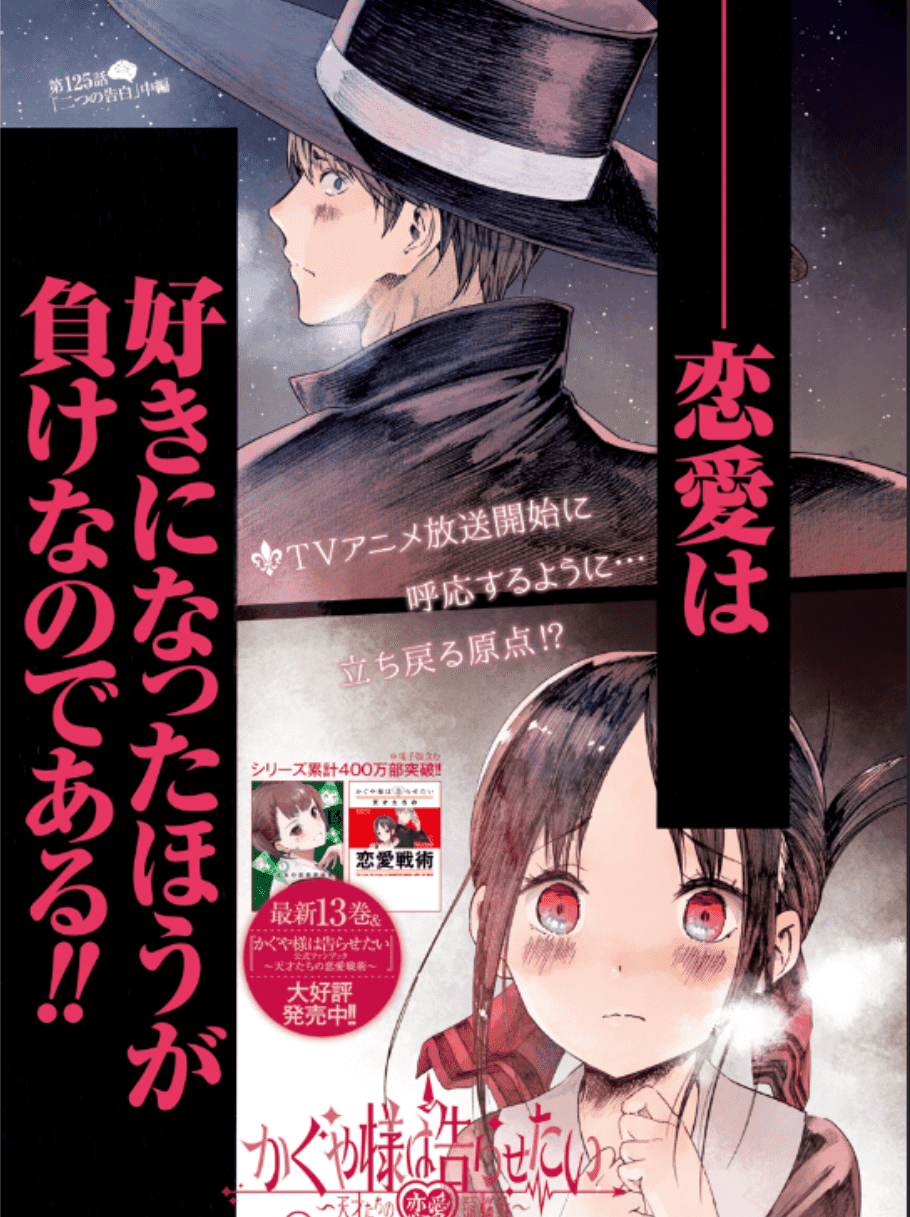 第125話
「二つの告白」中編
――恋愛は
好きになったほうが
負けなのである!!
TVアニメ放送開始に
呼応するように…
立ち戻る原点!?
※電子版含む
シリーズ累計400万部突破!!
かぐや様は告らせたい
天才たちの
恋愛戦術
最新13巻&
『かぐや様は告らせたい
公式ファンブック
〜天才たちの恋愛戦術〜』
大好評
発売中!!
かぐや様は告らせたい
〜天才たちの恋愛